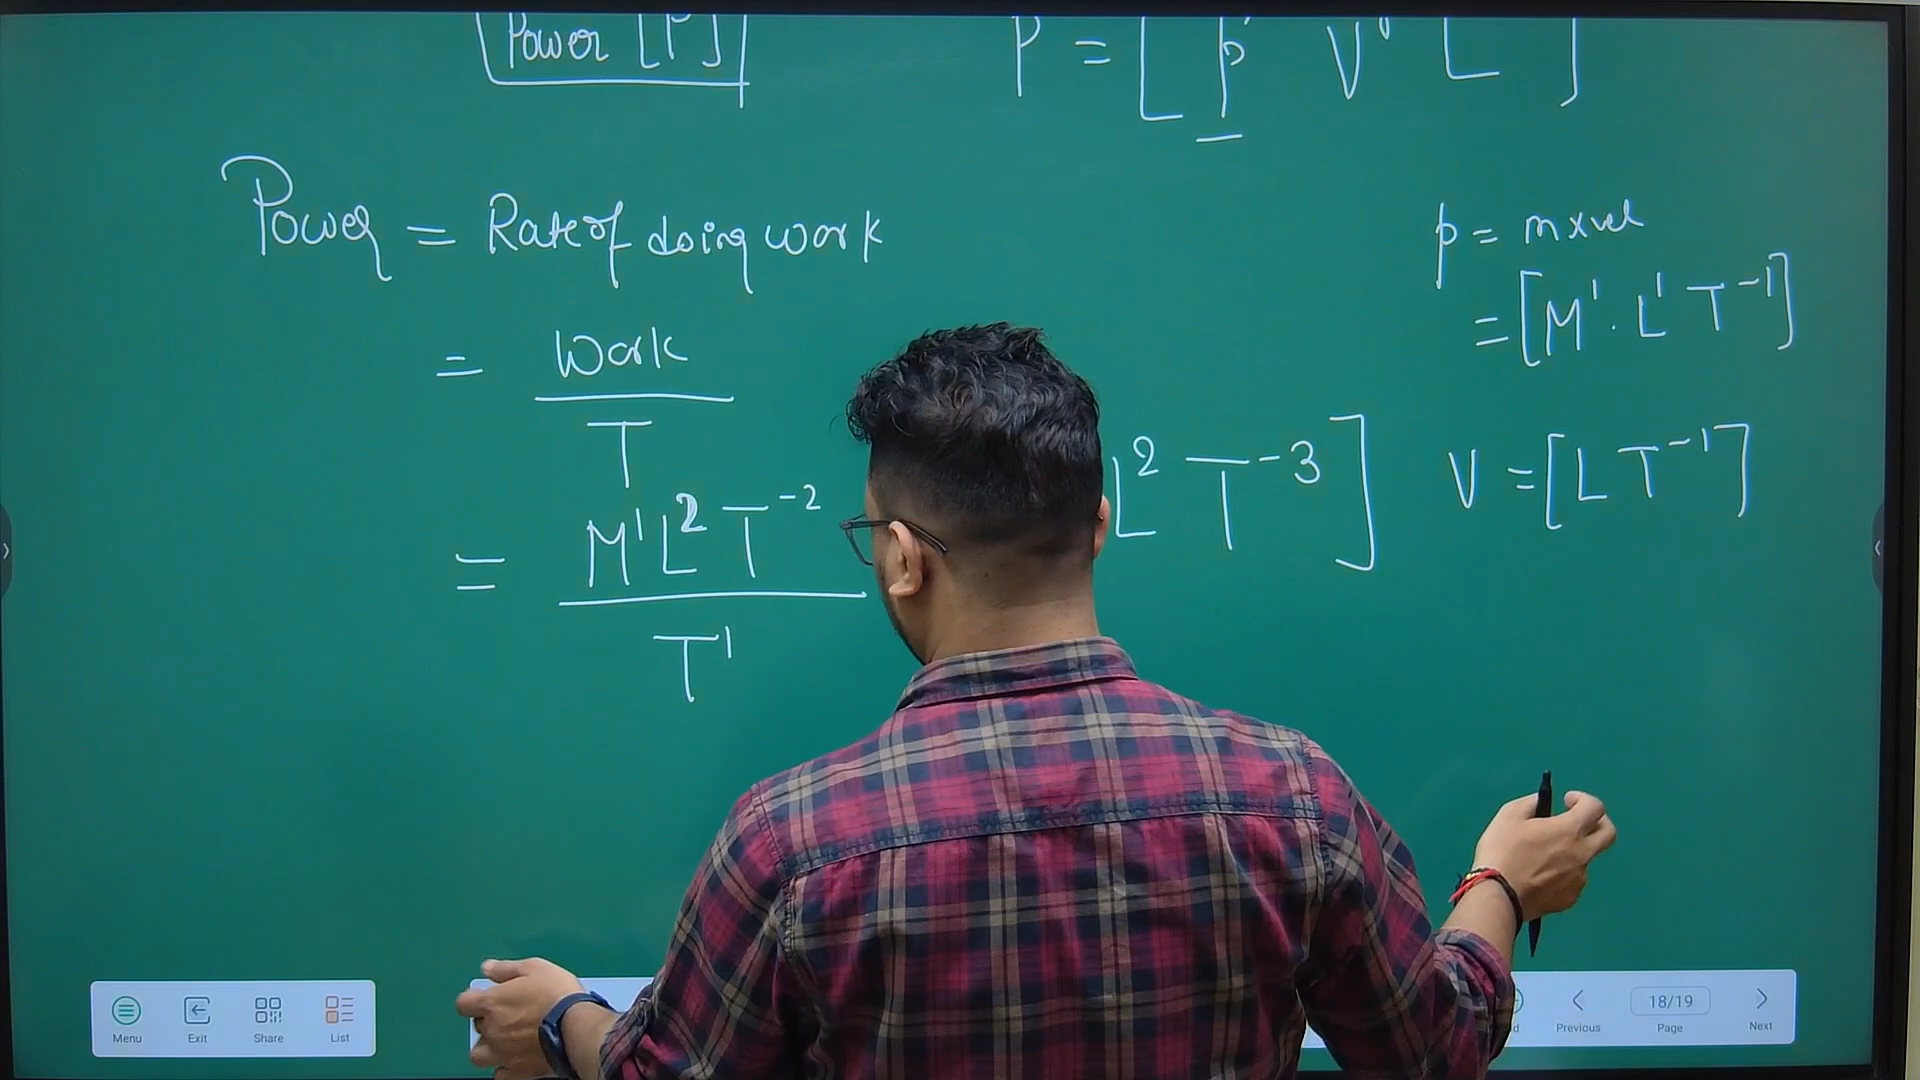 Power [P]
P = [ p V L ]
Power = Rate of doing work
= Work / T
= M¹ L² T⁻² / T¹
L² T⁻³ ]
p = m x vel
= [M¹ . L¹ T⁻¹]
V = [L T⁻¹]
Menu Exit Share List
Previous 18/19 Page Next